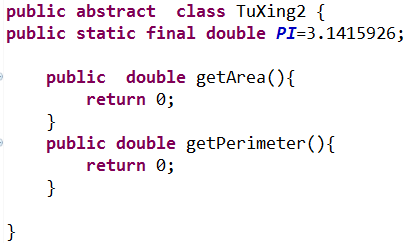 public abstract  class TuXing2 {
public static final double PI=3.1415926;
    public  double getArea(){
        return 0;
    }
    public double getPerimeter(){
        return 0;
    }
}